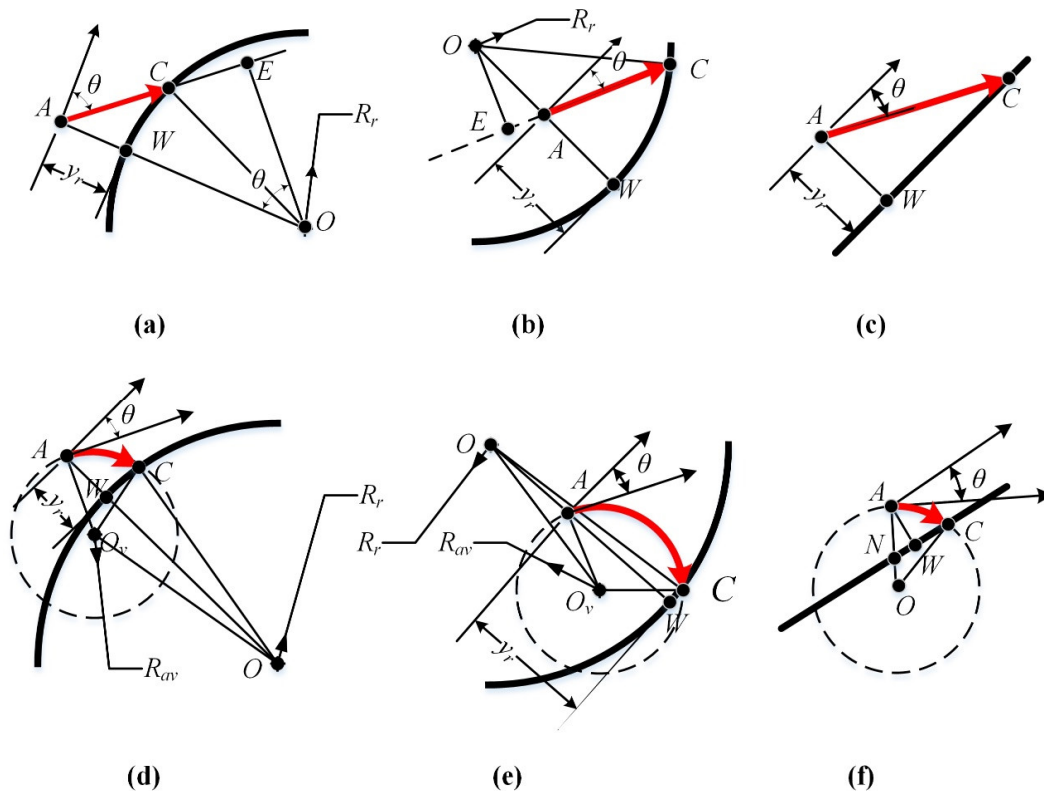 θ
A
C
E
W
y_r
θ
R_r
O
(a)
O
R_r
θ
C
E
A
W
y_r
(b)
A
θ
C
y_r
W
(c)
θ
A
C
W
y_r
O_v
R_r
R_av
O
(d)
O
A
θ
R_r
R_av
O_v
C
W
y_r
(e)
A
θ
N
C
W
O
(f)